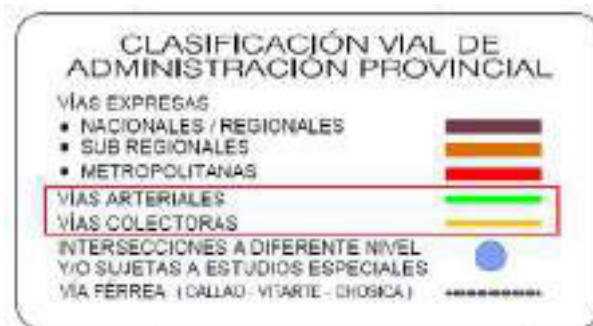 CLASIFICACIÓN VÍAL DE
ADMINISTRACIÓN PROVINCIAL
VÍAS EXPRESAS
• NACIONALES / REGIONALES
• SUB REGIONALES
• METROPOLITANAS
VÍAS ARTERIALES
VÍAS COLECTORAS
INTERSECCIONES A DIFERENTE NIVEL
Y/O SUJETAS A ESTUDIOS ESPECIALES
VÍA FÉRREA ( CALLAO - VITARTE - CHOSICA )